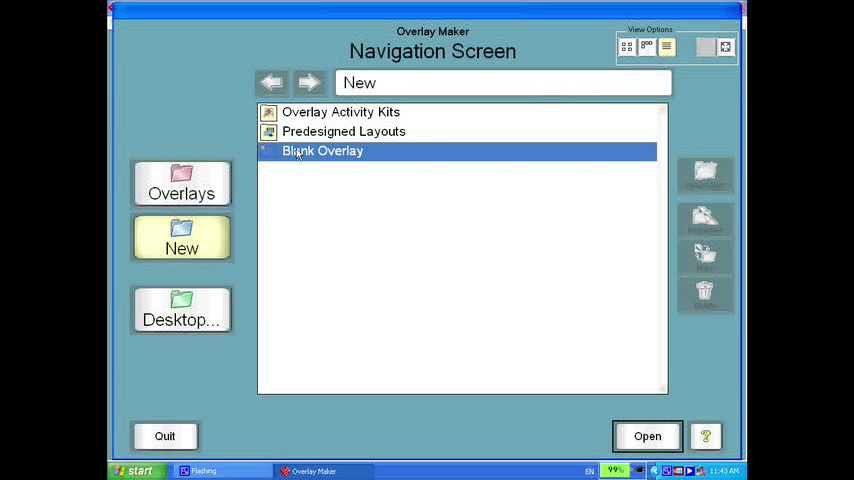 Overlay Maker
View Options
Navigation Screen
New
Overlay Activity Kits
Predesigned Layouts
Blank Overlay
Overlays
New
Desktop...
Quit
Open
?
start
Flashing
Overlay Maker
EN
99%
11:43 AM